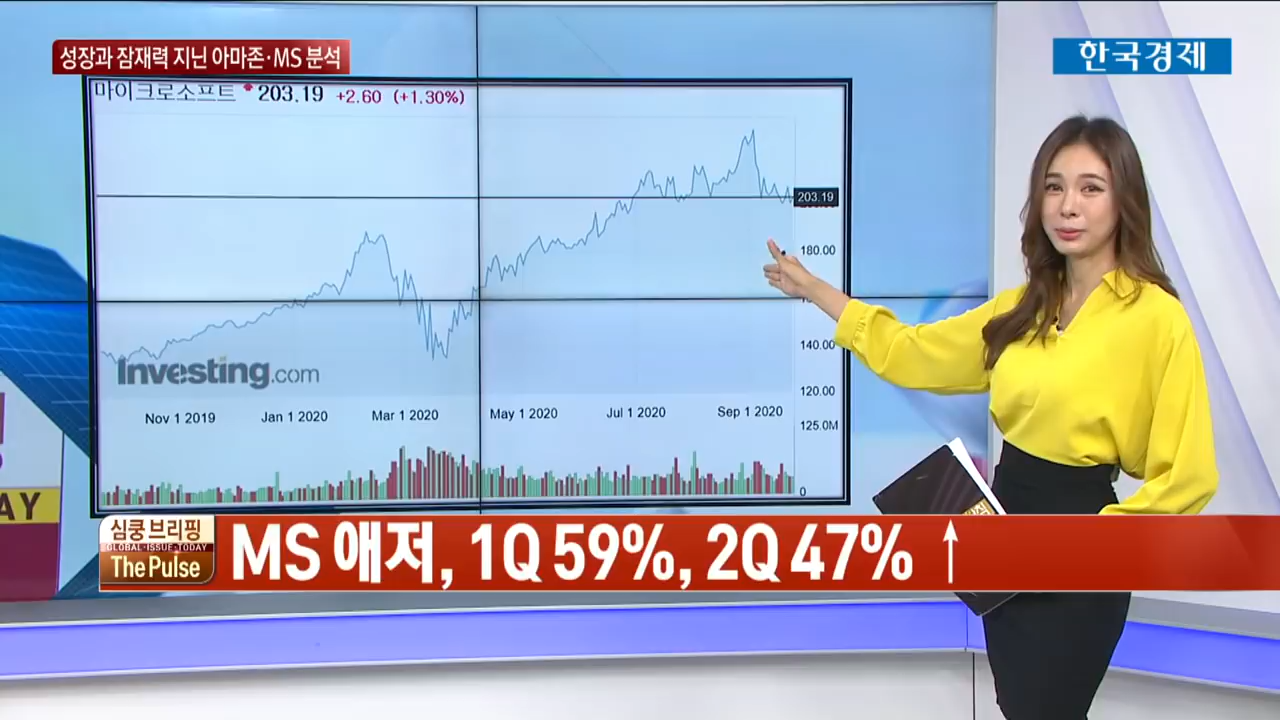 성장과 잠재력 지닌 아마존·MS 분석
한국경제
마이크로소프트 203.19 +2.60 (+1.30%)
203.19
180.00
140.00
120.00
Investing.com
Nov 1 2019 Jan 1 2020 Mar 1 2020 May 1 2020 Jul 1 2020 Sep 1 2020
125.0M
0
AY
심쿵 브리핑
GLOBAL·ISSUE·TODAY
The Pulse
MS 애저, 1Q 59%, 2Q 47% ↑